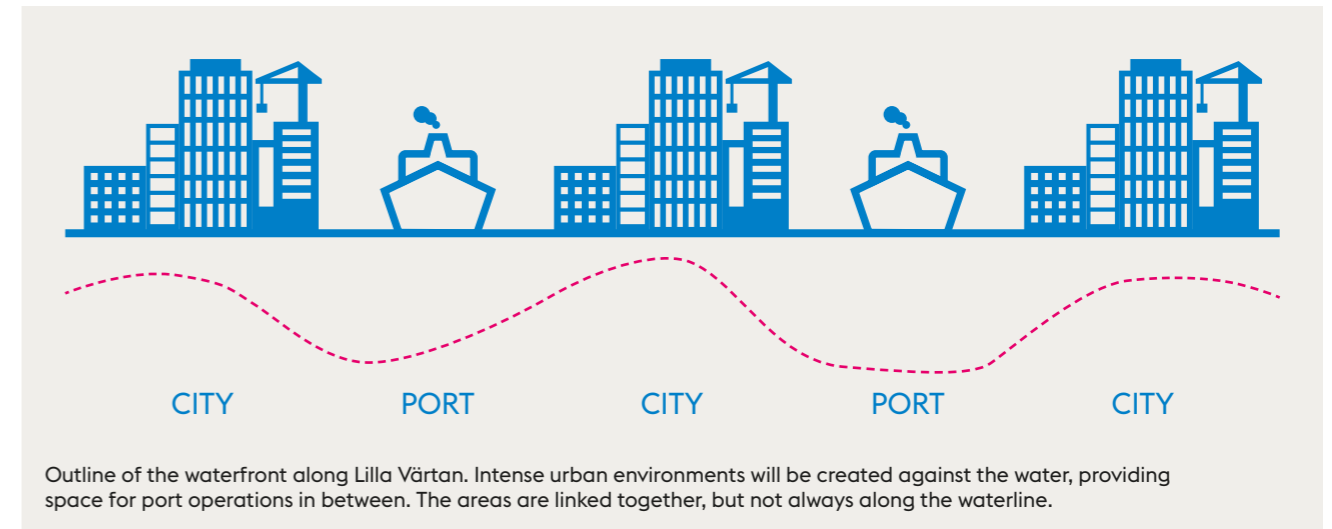 CITY PORT CITY PORT CITY
Outline of the waterfront along Lilla Värtan. Intense urban environments will be created against the water, providing
space for port operations in between. The areas are linked together, but not always along the waterline.